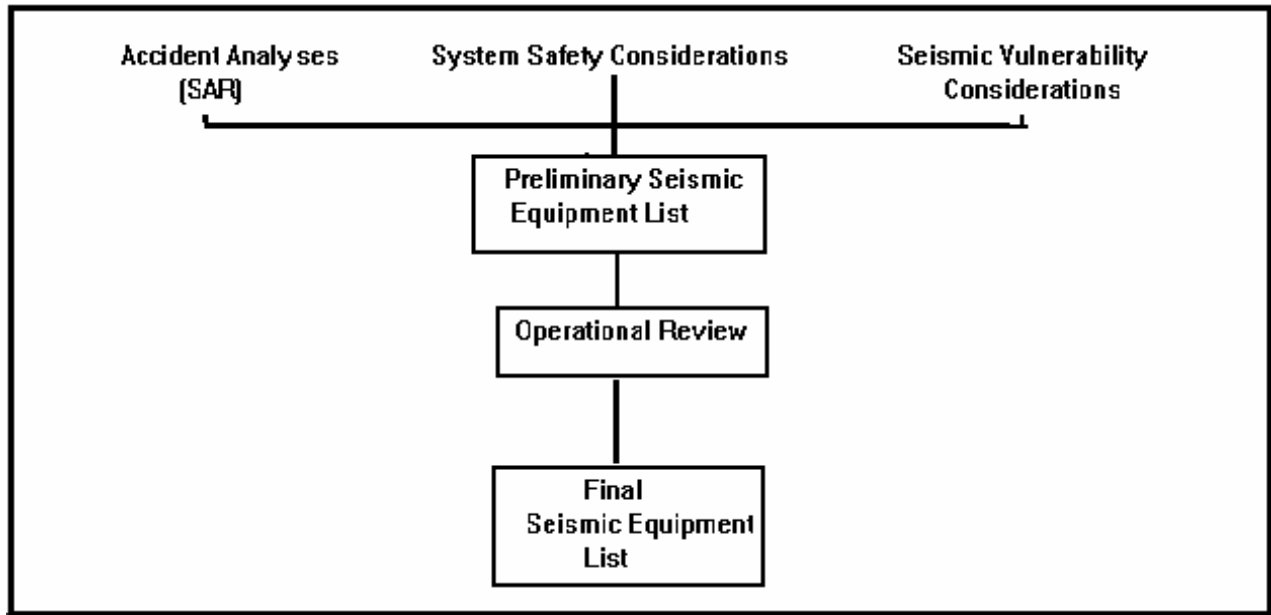 Accident Analyses
(SAR)
System Safety Considerations
Seismic Vulnerability
Considerations
Preliminary Seismic
Equipment List
Operational Review
Final
Seismic Equipment
List